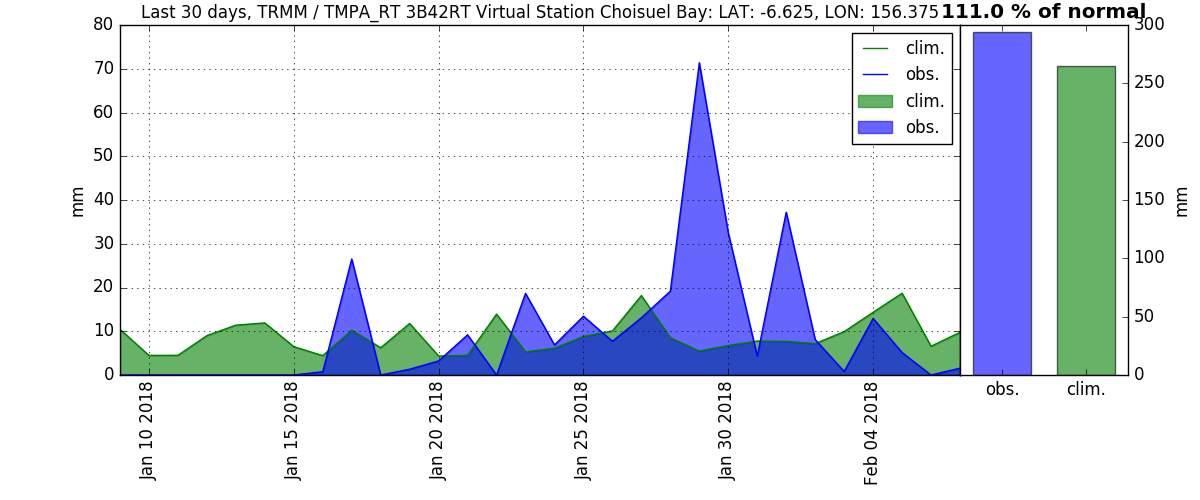 Last 30 days, TRMM / TMPA_RT 3B42RT Virtual Station Choisuel Bay: LAT: -6.625, LON: 156.375
111.0 % of normal
80
70
60
50
40
30
20
10
0
mm
clim.
obs.
clim.
obs.
Jan 10 2018
Jan 15 2018
Jan 20 2018
Jan 25 2018
Jan 30 2018
Feb 04 2018
300
250
200
150
100
50
0
mm
obs.
clim.